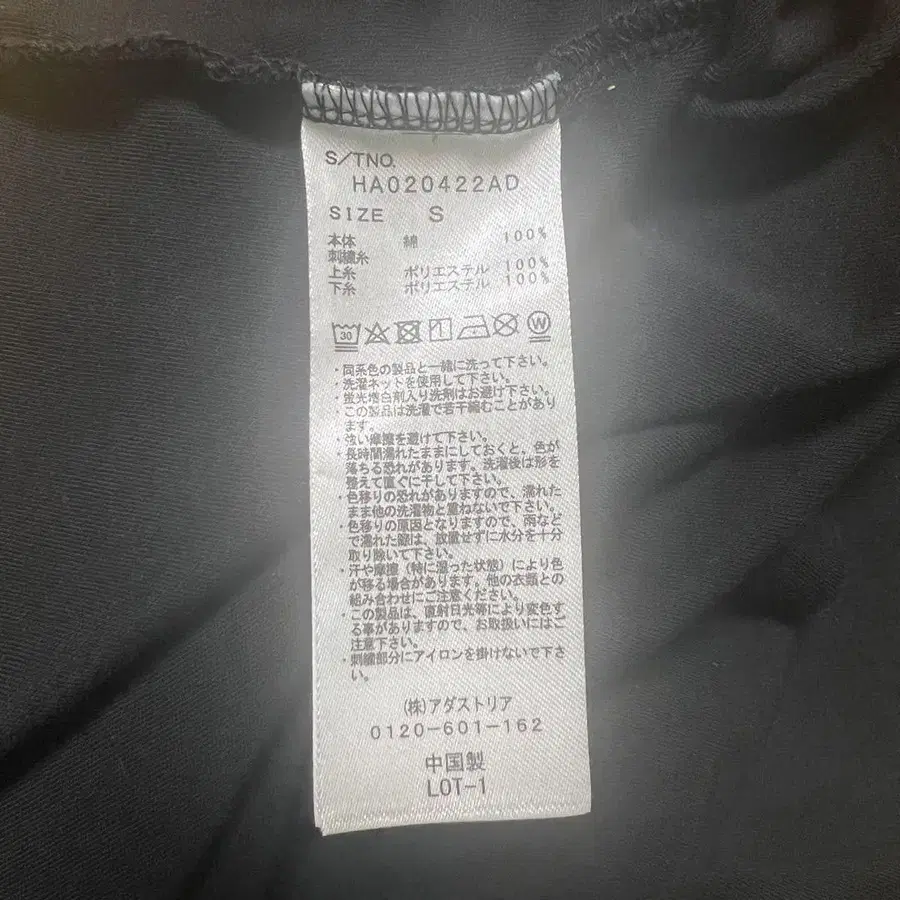 S/TNO.
HA020422AD
SIZE S
本体 綿 100%
刺繍糸
上糸 ポリエステル 100%
下糸 ポリエステル 100%
30 W
・同系色の製品と一緒に洗って下さい。
・洗濯ネットを使用して下さい。
・蛍光増白剤入り洗剤はお避け下さい。
・この製品は洗濯で若干縮むことがあり
ます。
・強い摩擦を避けて下さい。
・長時間濡れたままにしておくと、色が
落ちる恐れがあります。洗濯後は形を
整えて直ぐに干して下さい。
・色移りの恐れがありますので、濡れた
まま他の洗濯物と重ねないで下さい。
・色移りの原因となりますので、雨など
で濡れた際は、放置せずに水分を十分
取り除いて下さい。
・汗や摩擦（特に湿った状態）により色
が移る場合があります。他の衣類との
組み合わせにご注意ください。
・この製品は、直射日光等により変色す
る事がありますので、お取扱いにはご
注意下さい。
・刺繍部分にアイロンを掛けないで下さ
い。
(株)アダストリア
0120-601-162
中国製
LOT-1